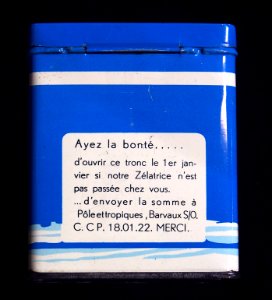 Ayez la bonté.....
d'ouvrir ce tronc le 1er jan-
vier si notre Zélatrice n'est
pas passée chez vous.
...d'envoyer la somme à
Pôle et tropiques, Barvaux S/O.
C.C.P. 18.01.22. MERCI.